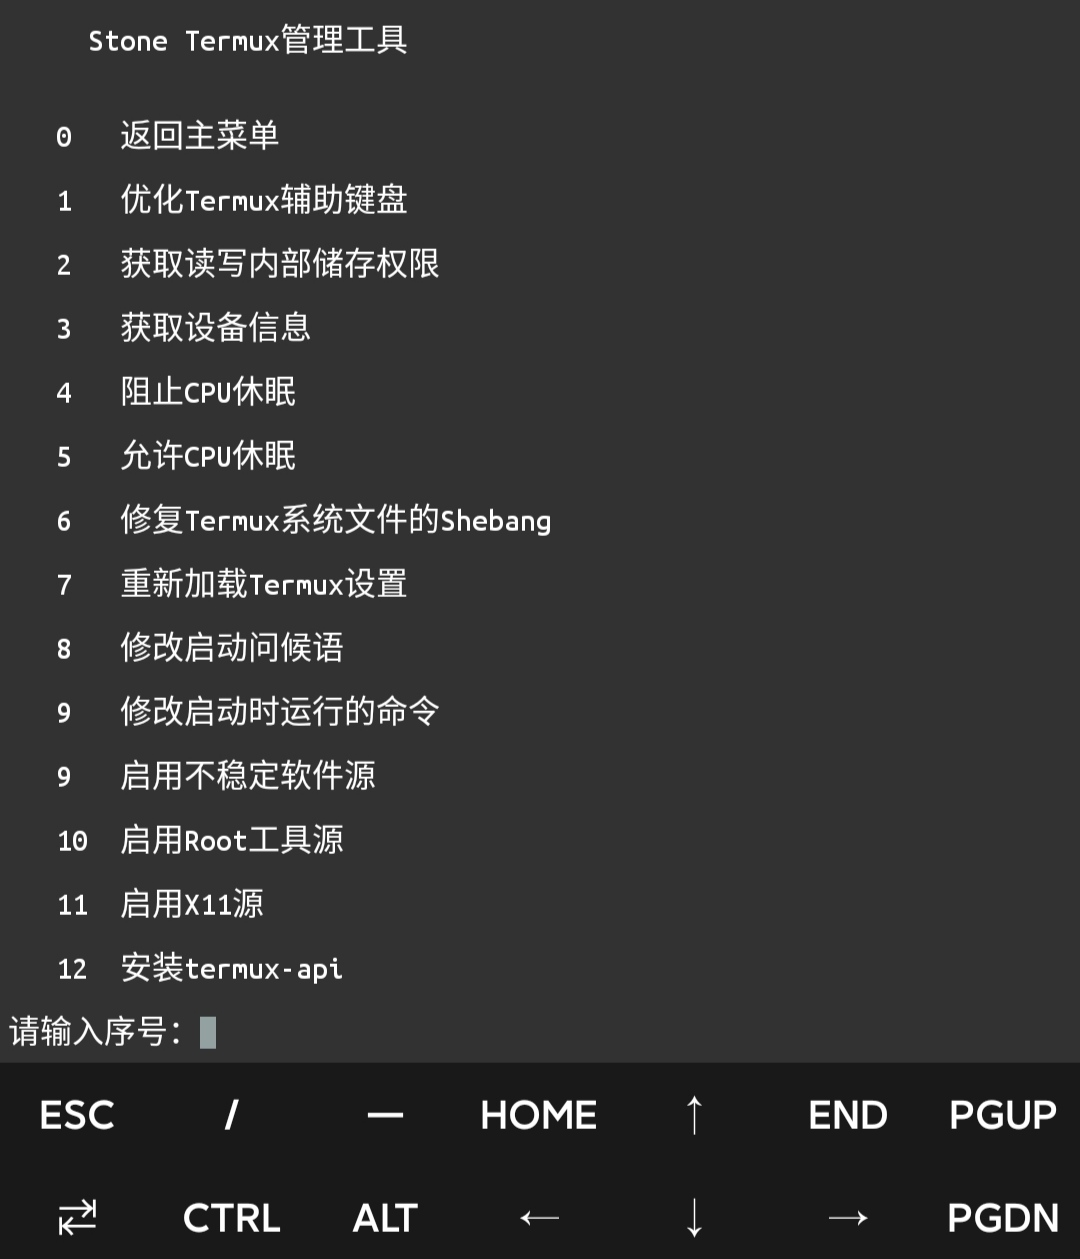 Stone Termux管理工具
0 返回主菜单
1 优化Termux辅助键盘
2 获取读写内部储存权限
3 获取设备信息
4 阻止CPU休眠
5 允许CPU休眠
6 修复Termux系统文件的Shebang
7 重新加载Termux设置
8 修改启动问候语
9 修改启动时运行的命令
9 启用不稳定软件源
10 启用Root工具源
11 启用X11源
12 安装termux-api
请输入序号：
ESC / — HOME ↑ END PGUP
⇄ CTRL ALT ← ↓ → PGDN